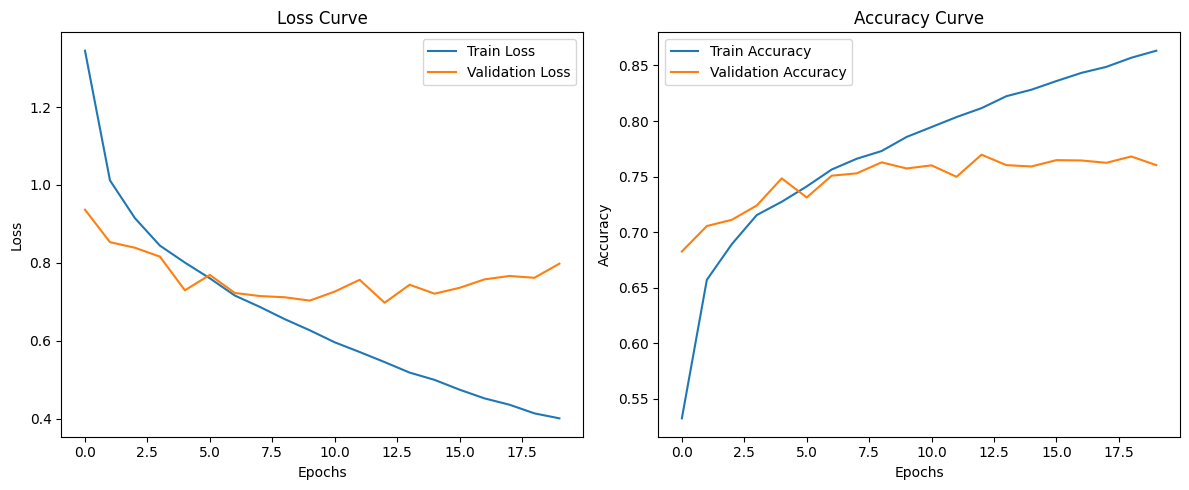 Loss Curve
Train Loss
Validation Loss
1.2
1.0
0.8
0.6
0.4
Loss
0.0 2.5 5.0 7.5 10.0 12.5 15.0 17.5
Epochs
Accuracy Curve
Train Accuracy
Validation Accuracy
0.85
0.80
0.75
0.70
0.65
0.60
0.55
Accuracy
0.0 2.5 5.0 7.5 10.0 12.5 15.0 17.5
Epochs